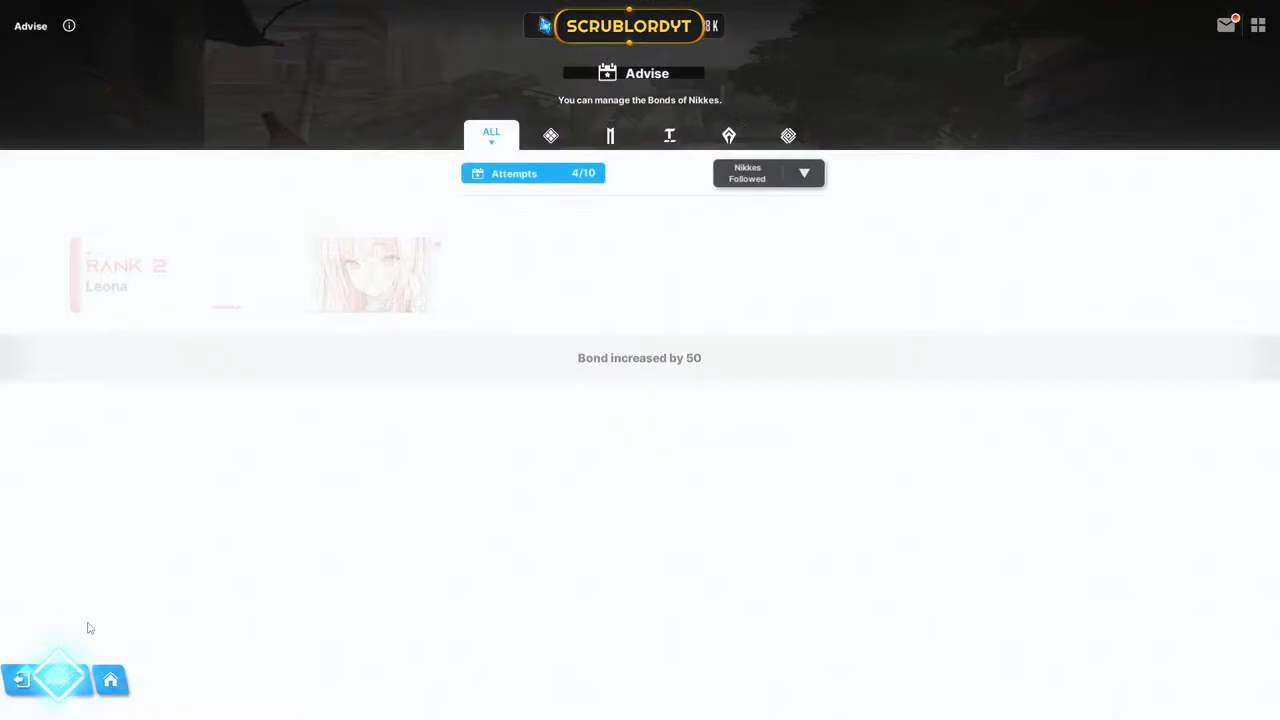 Advise
SCRUBLORDYT
8 K
Advise
You can manage the Bonds of Nikkes.
ALL
Attempts 4/10
Nikkes
Followed
RANK 2
Leona
Bond increased by 50